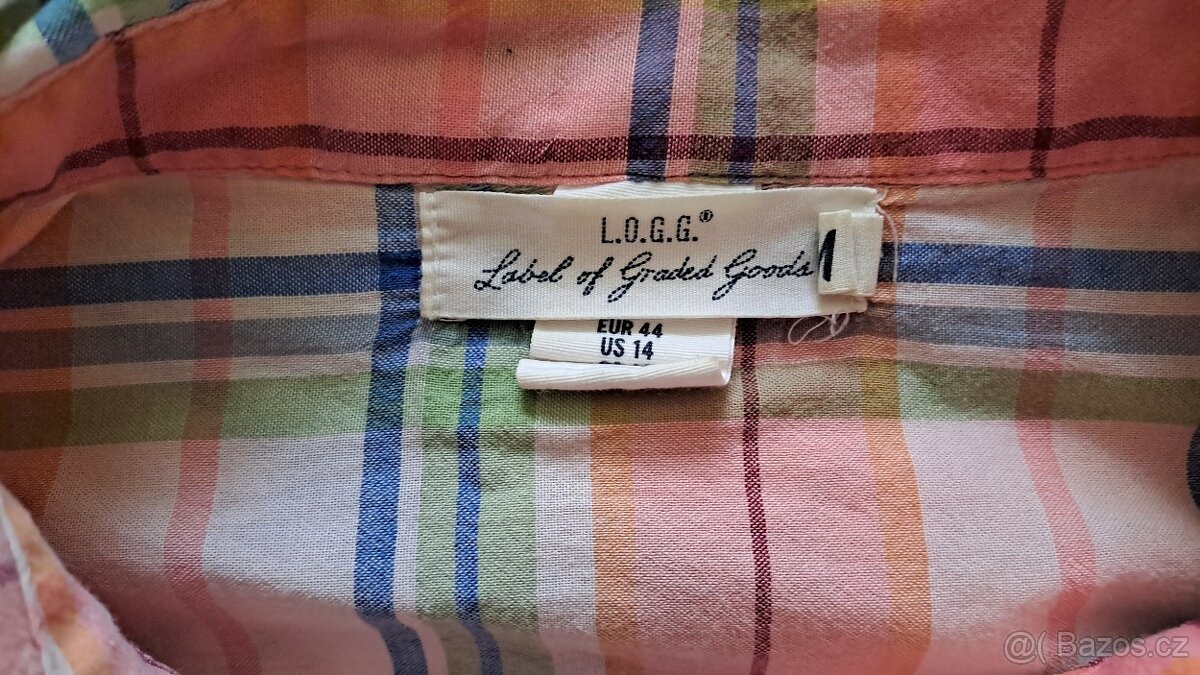 L.O.G.G.®
Label of Graded Goods
EUR 44
US 14
@( Bazos.cz